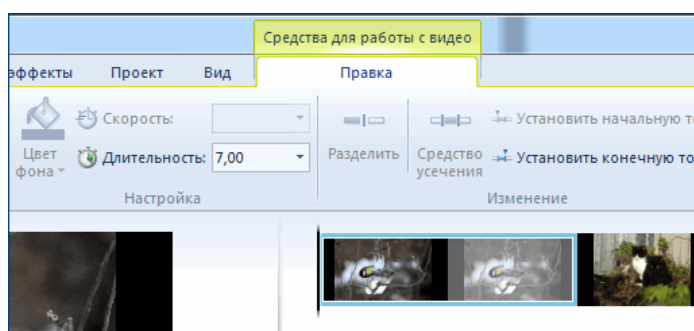 Средства для работы с видео
эффекты Проект Вид Правка
Скорость:
Установить начальную то
Цвет фона
Длительность: 7,00
Разделить
Средство усечения
Установить конечную то
Настройка
Изменение